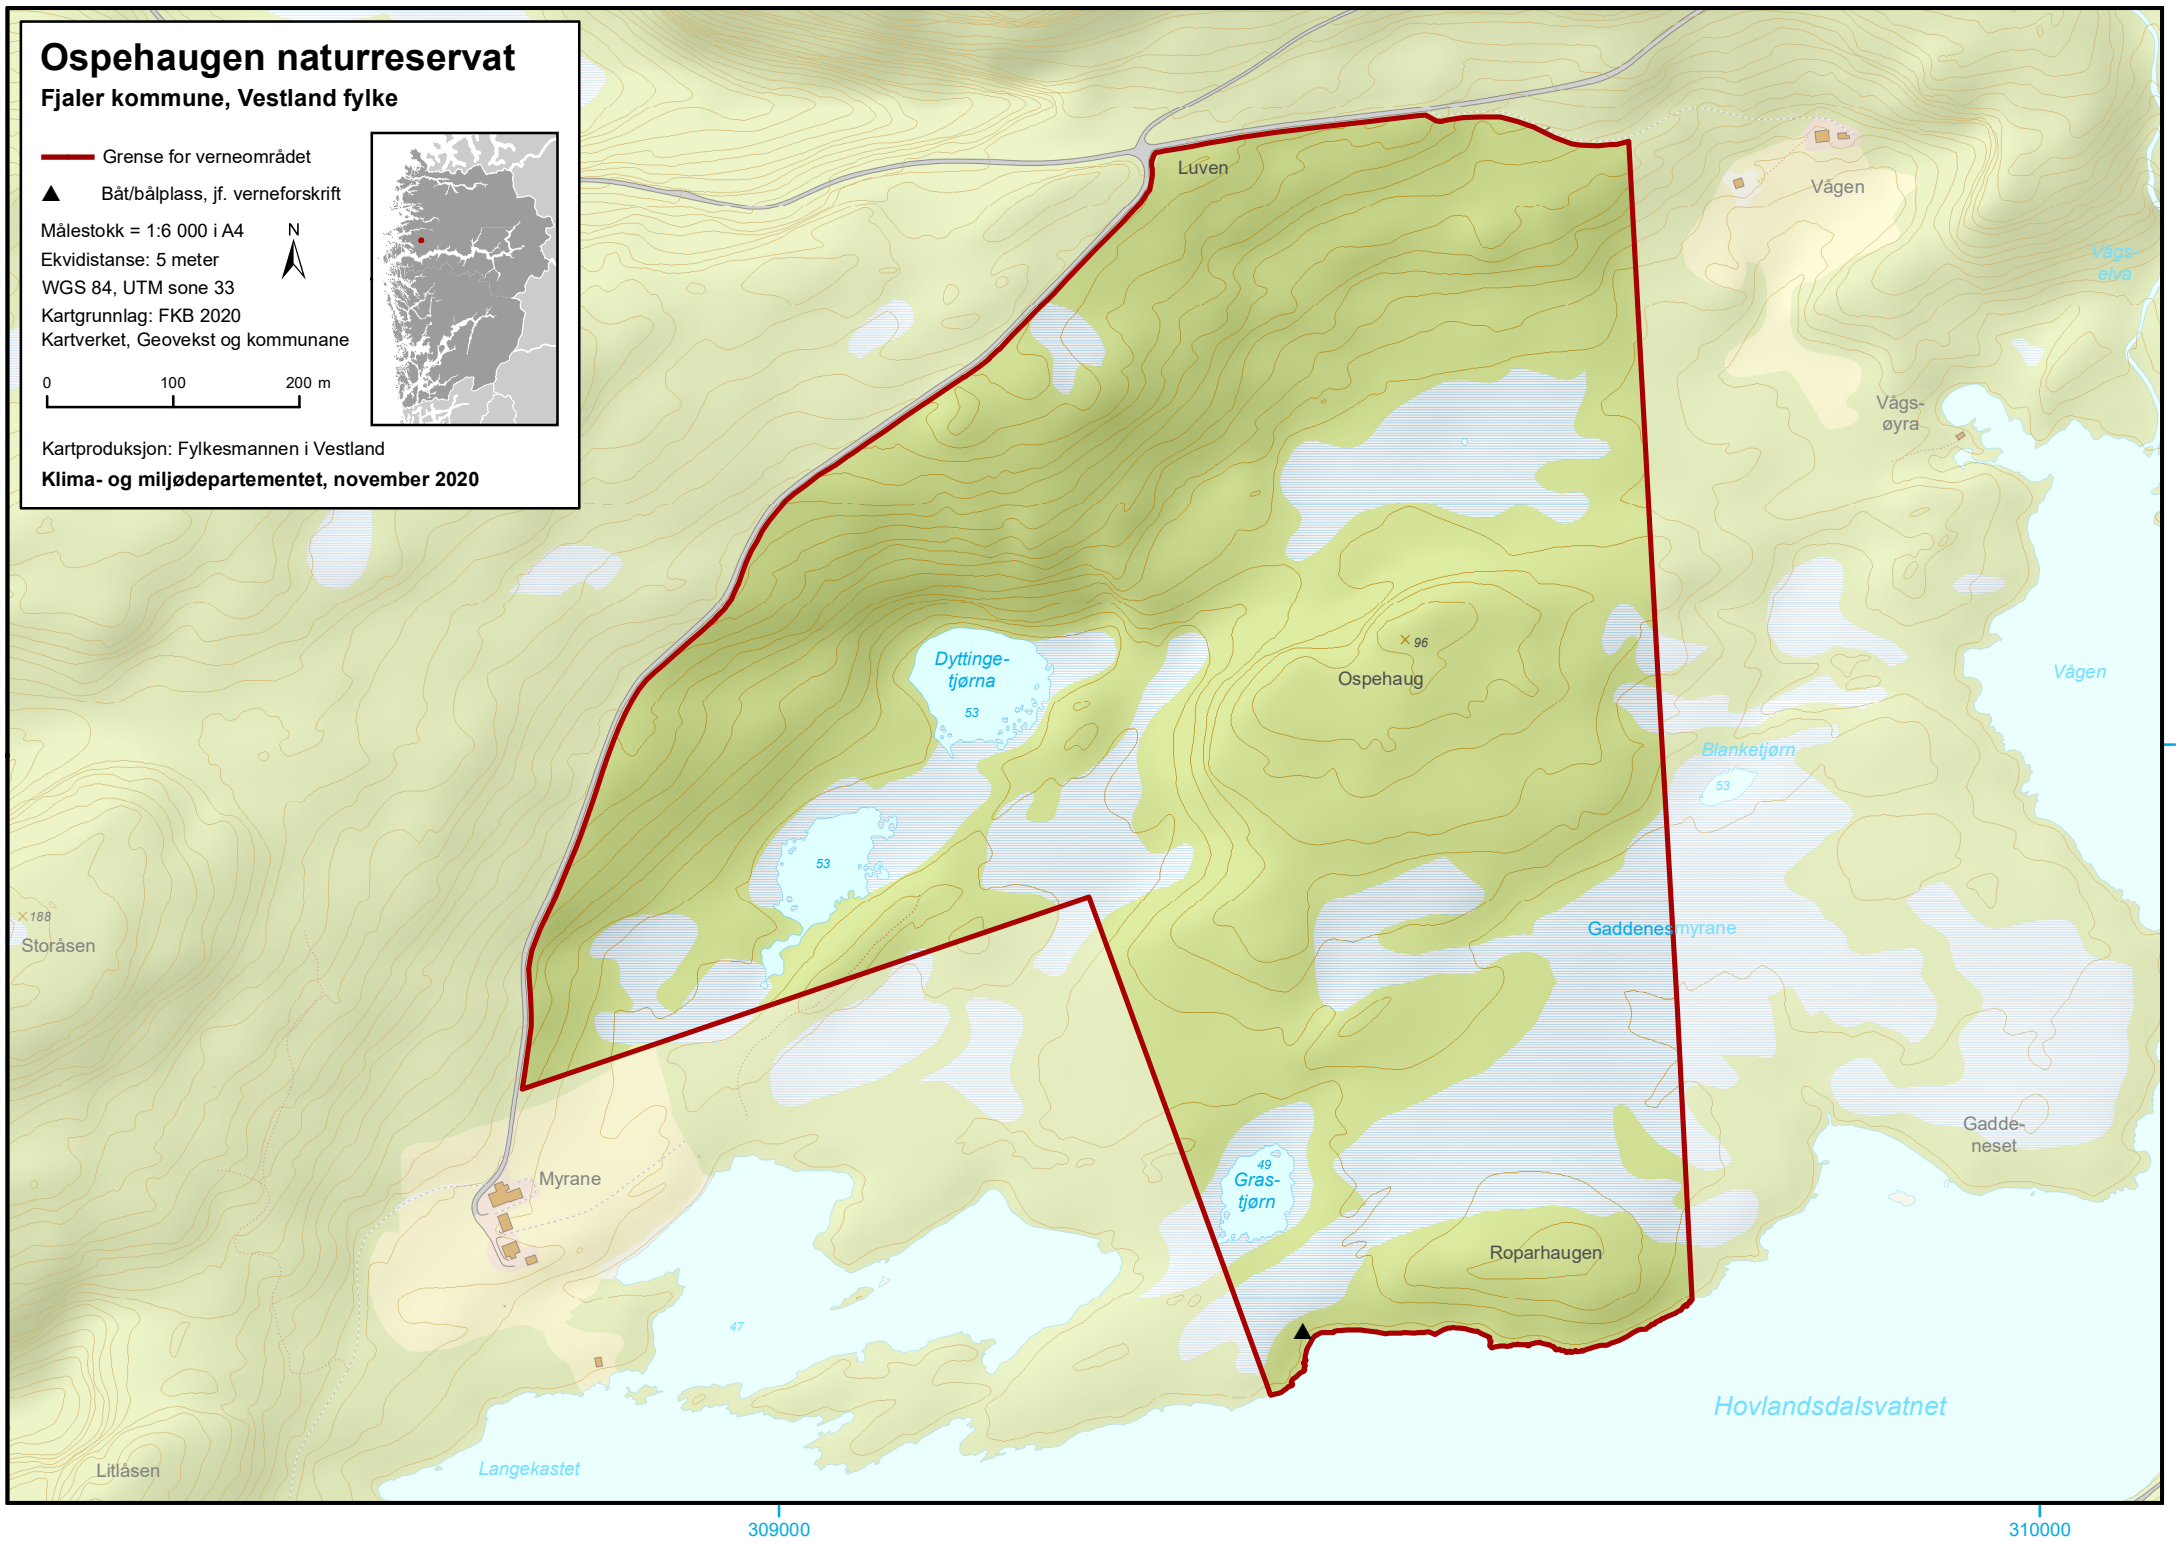 Ospehaugen naturreservat
Fjaler kommune, Vestland fylke
Grense for verneområdet
Båt/bålplass, jf. verneforskrift
Målestokk = 1:6 000 i A4
N
Ekvidistanse: 5 meter
WGS 84, UTM sone 33
Kartgrunnlag: FKB 2020
Kartverket, Geovekst og kommunane
0 100 200 m
Kartproduksjon: Fylkesmannen i Vestland
Klima- og miljødepartementet, november 2020
Luven
Vågen
Vågs-
elva
Vågs-
øyra
96
Ospehaug
Dyttinge-
tjørna
53
Vågen
Blanketjørn
53
53
188
Storåsen
Gaddenesmyrane
Gadde-
neset
Myrane
49
Gras-
tjørn
Roparhaugen
47
Hovlandsdalsvatnet
Langekastet
Litlåsen
309000
310000